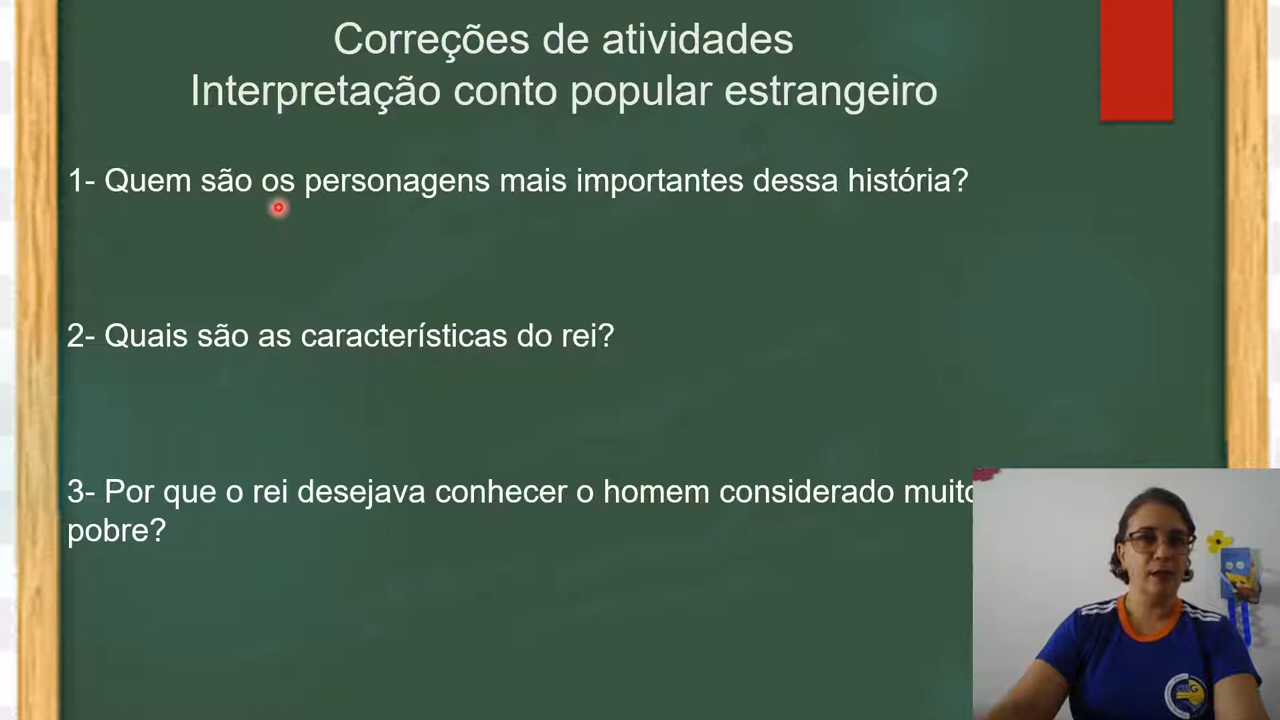 Correções de atividades
Interpretação conto popular estrangeiro
1- Quem são os personagens mais importantes dessa história?
2- Quais são as características do rei?
3- Por que o rei desejava conhecer o homem considerado muito
pobre?